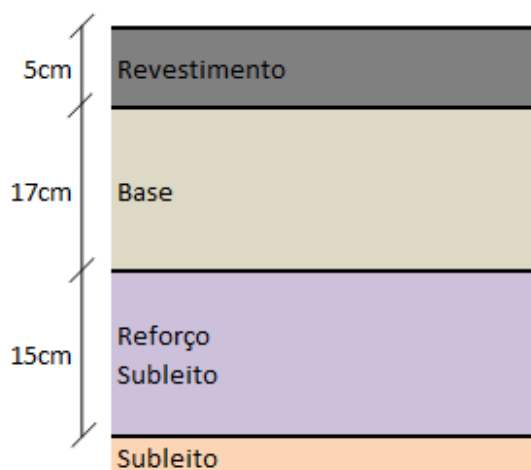 5cm
Revestimento
17cm
Base
15cm
Reforço
Subleito
Subleito